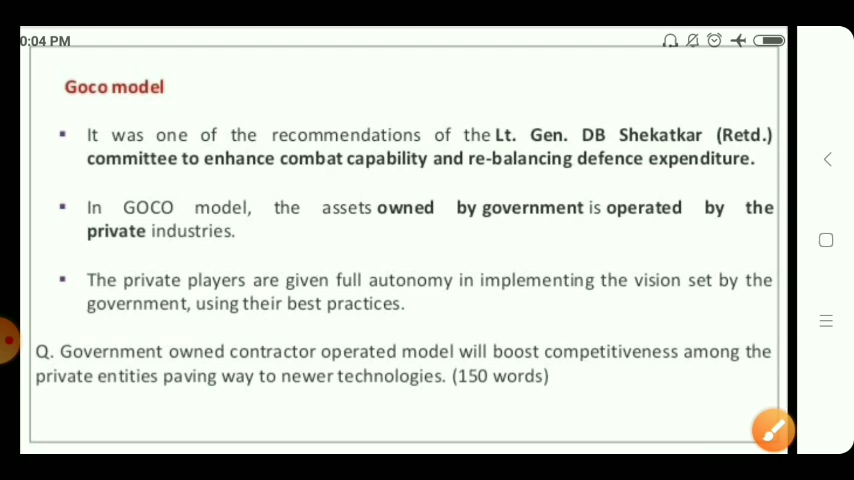 0:04 PM
Goco model
▪ It was one of the recommendations of the Lt. Gen. DB Shekatkar (Retd.)
committee to enhance combat capability and re-balancing defence expenditure.
▪ In GOCO model, the assets owned by government is operated by the
private industries.
▪ The private players are given full autonomy in implementing the vision set by the
government, using their best practices.
Q. Government owned contractor operated model will boost competitiveness among the
private entities paving way to newer technologies. (150 words)